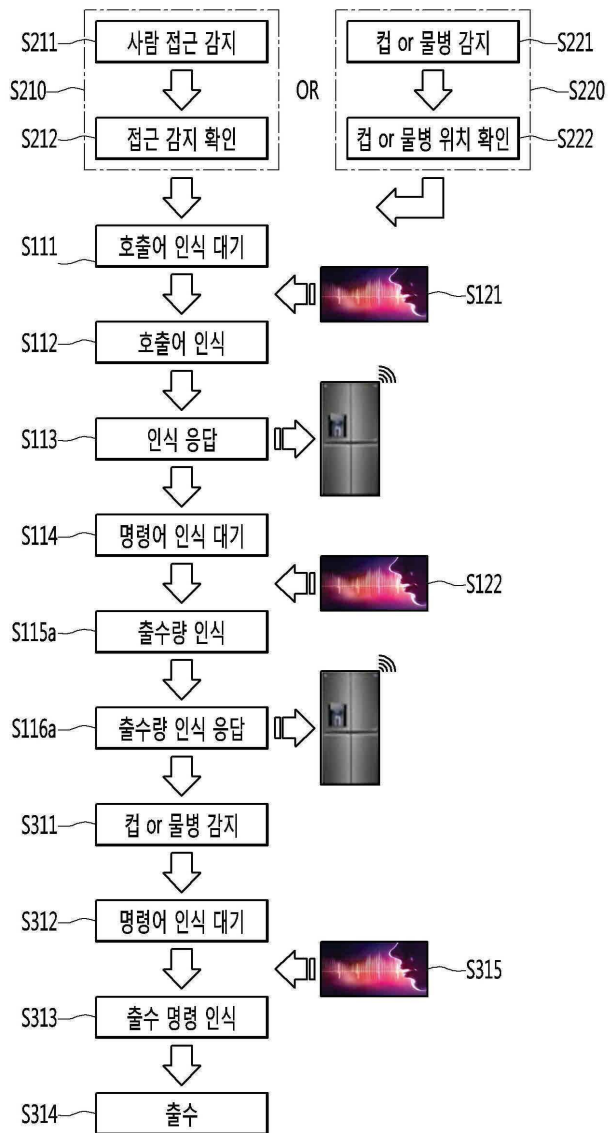 S211 사람 접근 감지 컵 or 물병 감지 S221
S210 OR S220
S212 접근 감지 확인 컵 or 물병 위치 확인 S222
S111 호출어 인식 대기
S121
S112 호출어 인식
S113 인식 응답
S114 명령어 인식 대기
S122
S115a 출수량 인식
S116a 출수량 인식 응답
S311 컵 or 물병 감지
S312 명령어 인식 대기
S315
S313 출수 명령 인식
S314 출수